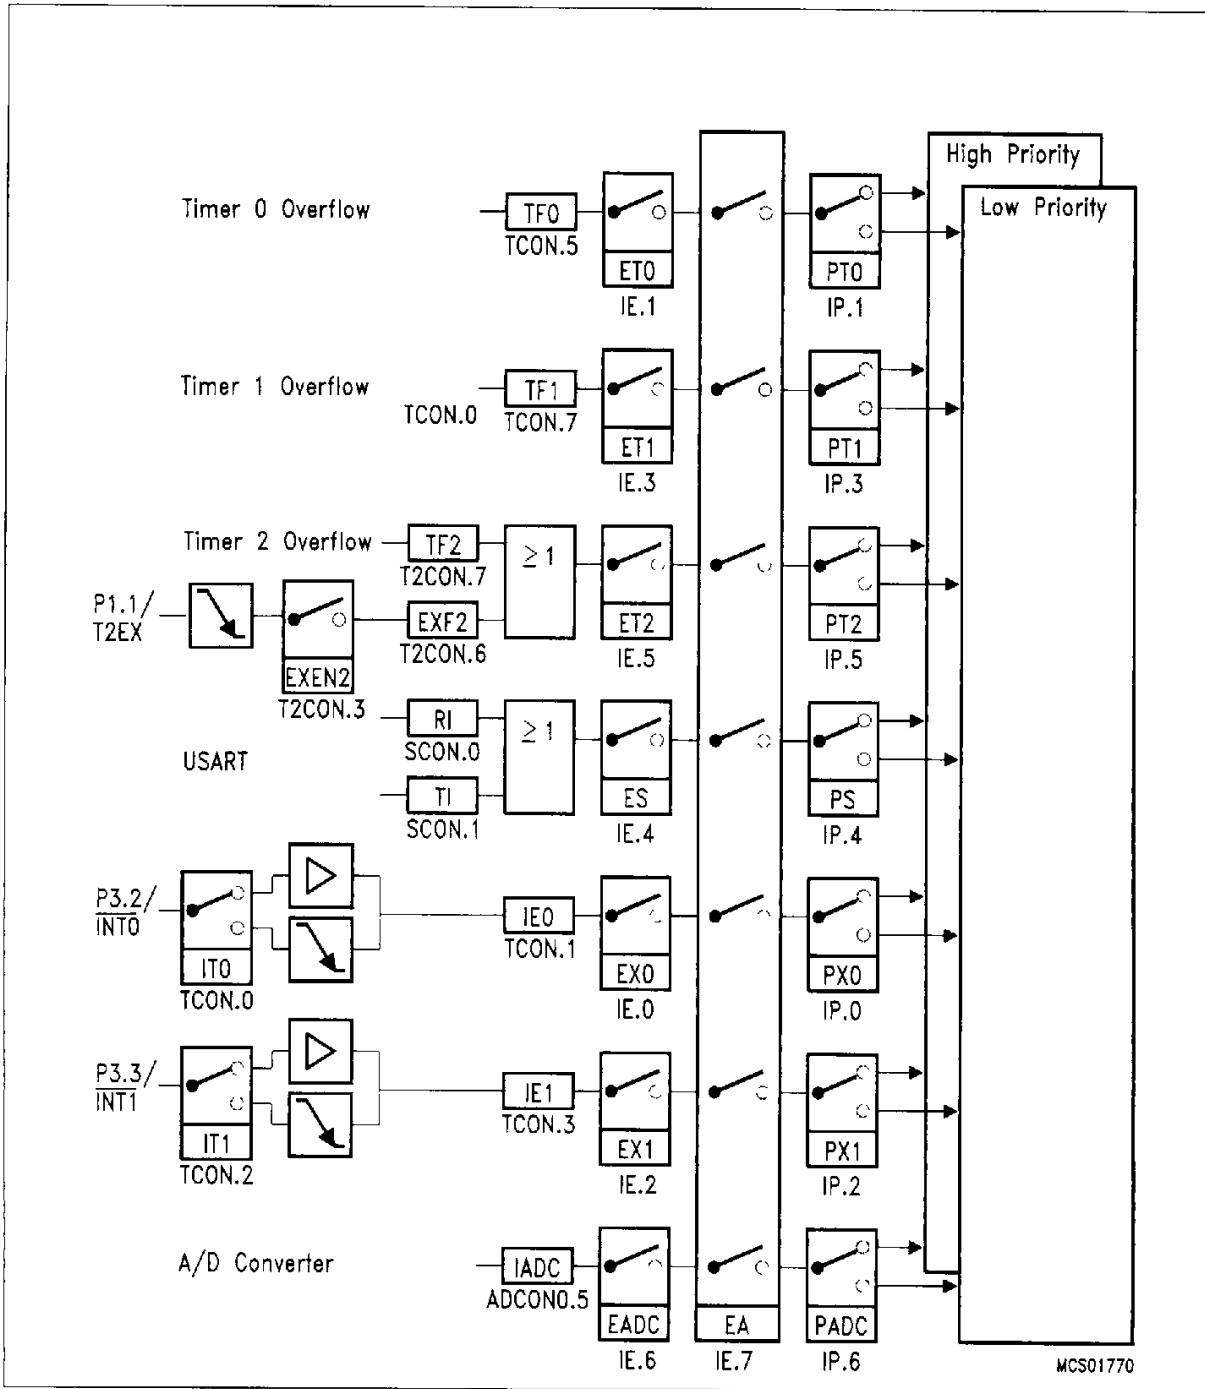 High Priority
Low Priority
Timer 0 Overflow
TF0
TCON.5
ET0
IE.1
PT0
IP.1
Timer 1 Overflow
TCON.0
TF1
TCON.7
ET1
IE.3
PT1
IP.3
Timer 2 Overflow
TF2
T2CON.7
≥ 1
P1.1/
T2EX
EXEN2
T2CON.3
EXF2
T2CON.6
ET2
IE.5
PT2
IP.5
USART
RI
SCON.0
≥ 1
TI
SCON.1
ES
IE.4
PS
IP.4
P3.2/
INT0
IT0
TCON.0
IE0
TCON.1
EX0
IE.0
PX0
IP.0
P3.3/
INT1
IT1
TCON.2
IE1
TCON.3
EX1
IE.2
PX1
IP.2
A/D Converter
IADC
ADCON0.5
EADC
IE.6
EA
IE.7
PADC
IP.6
MCS01770